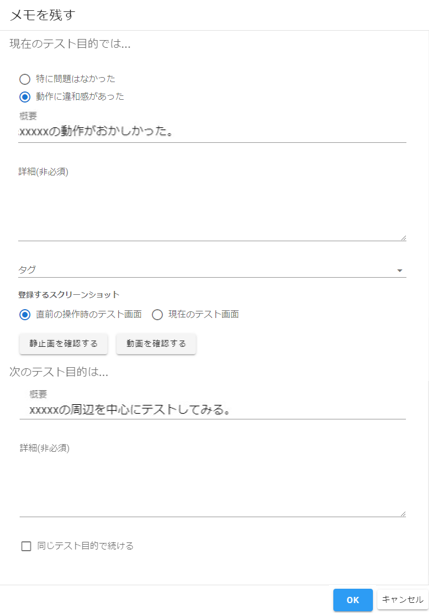 メモを残す
現在のテスト目的では...
特に問題はなかった
動作に違和感があった
概要
xxxxxの動作がおかしかった。
詳細(非必須)
タグ
登録するスクリーンショット
直前の操作時のテスト画面 現在のテスト画面
静止画を確認する 動画を確認する
次のテスト目的は...
概要
xxxxxの周辺を中心にテストしてみる。
詳細(非必須)
同じテスト目的で続ける
OK キャンセル